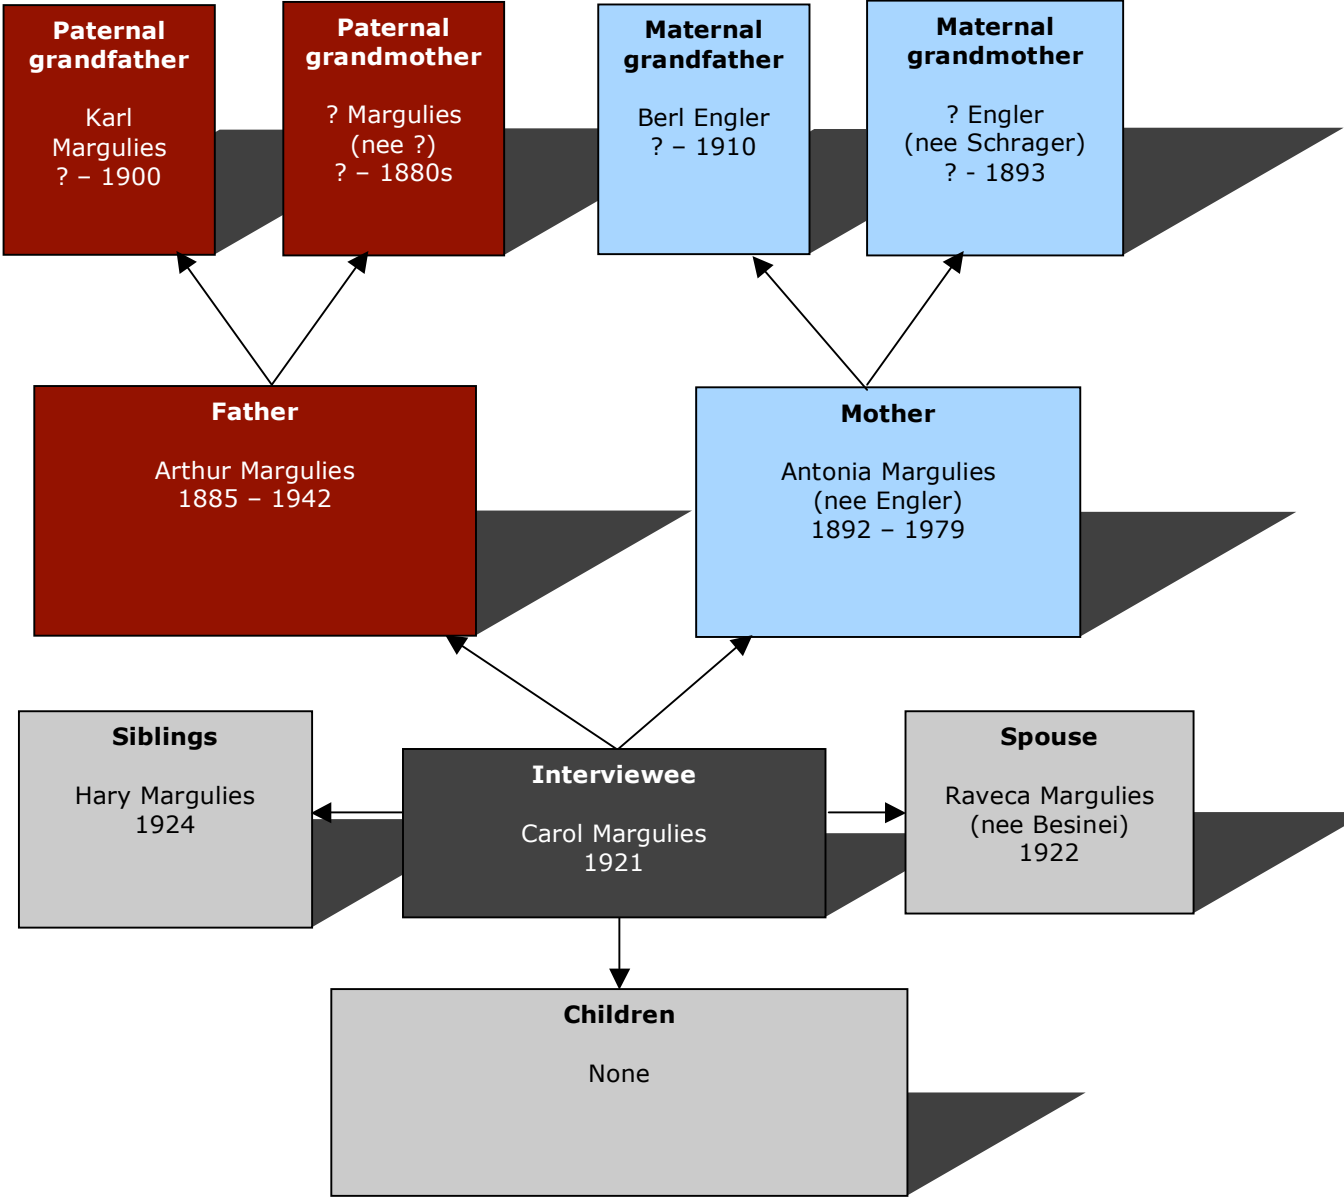 Paternal
grandfather
Karl
Margulies
? – 1900
Paternal
grandmother
? Margulies
(nee ?)
? – 1880s
Maternal
grandfather
Berl Engler
? – 1910
Maternal
grandmother
? Engler
(nee Schrager)
? - 1893
Father
Arthur Margulies
1885 – 1942
Mother
Antonia Margulies
(nee Engler)
1892 – 1979
Siblings
Hary Margulies
1924
Interviewee
Carol Margulies
1921
Spouse
Raveca Margulies
(nee Besinei)
1922
Children
None